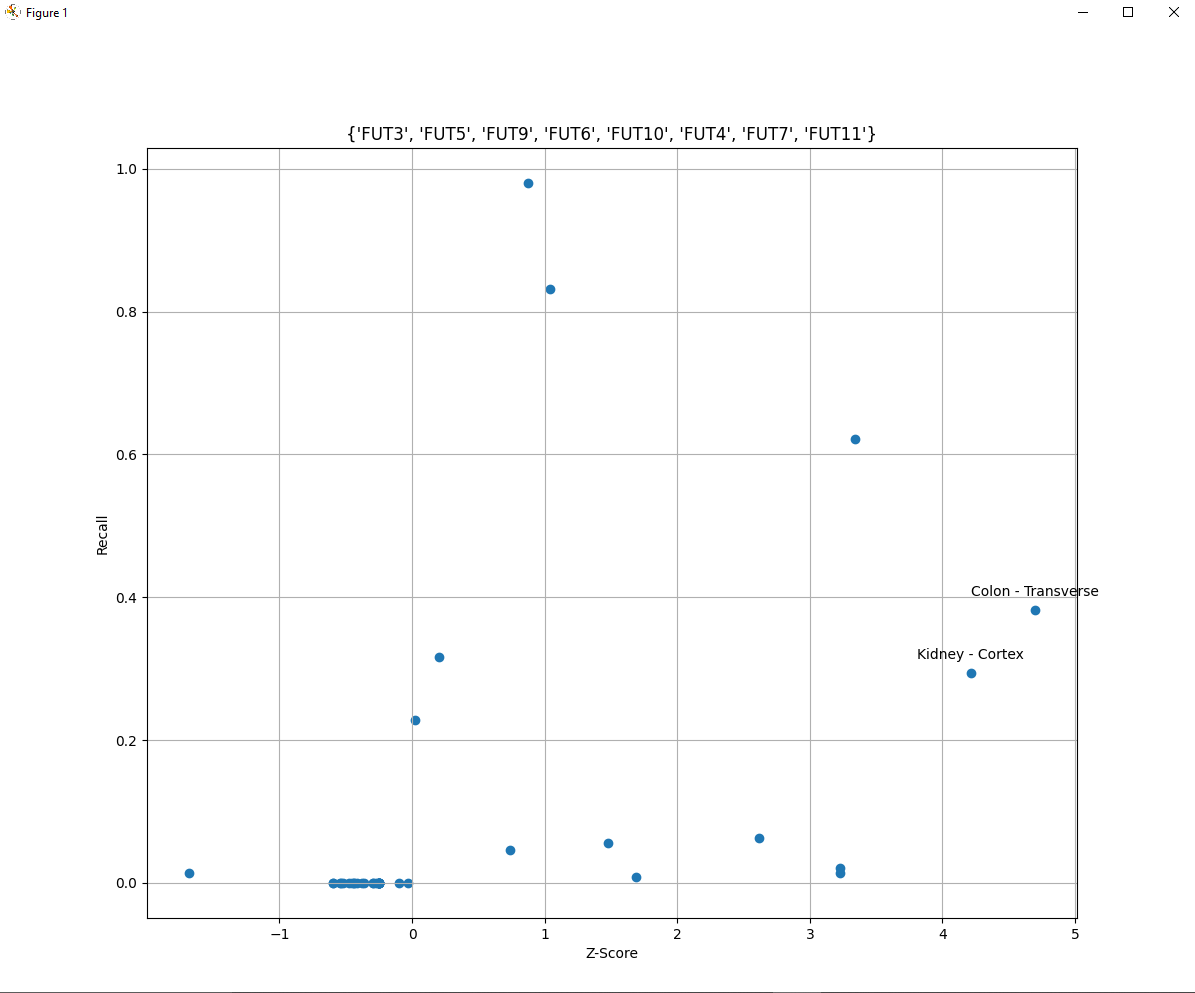 Figure 1
{'FUT3', 'FUT5', 'FUT9', 'FUT6', 'FUT10', 'FUT4', 'FUT7', 'FUT11'}
1.0
0.8
0.6
Recall
Colon - Transverse
0.4
Kidney - Cortex
0.2
0.0
−1 0 1 2 3 4 5
Z-Score